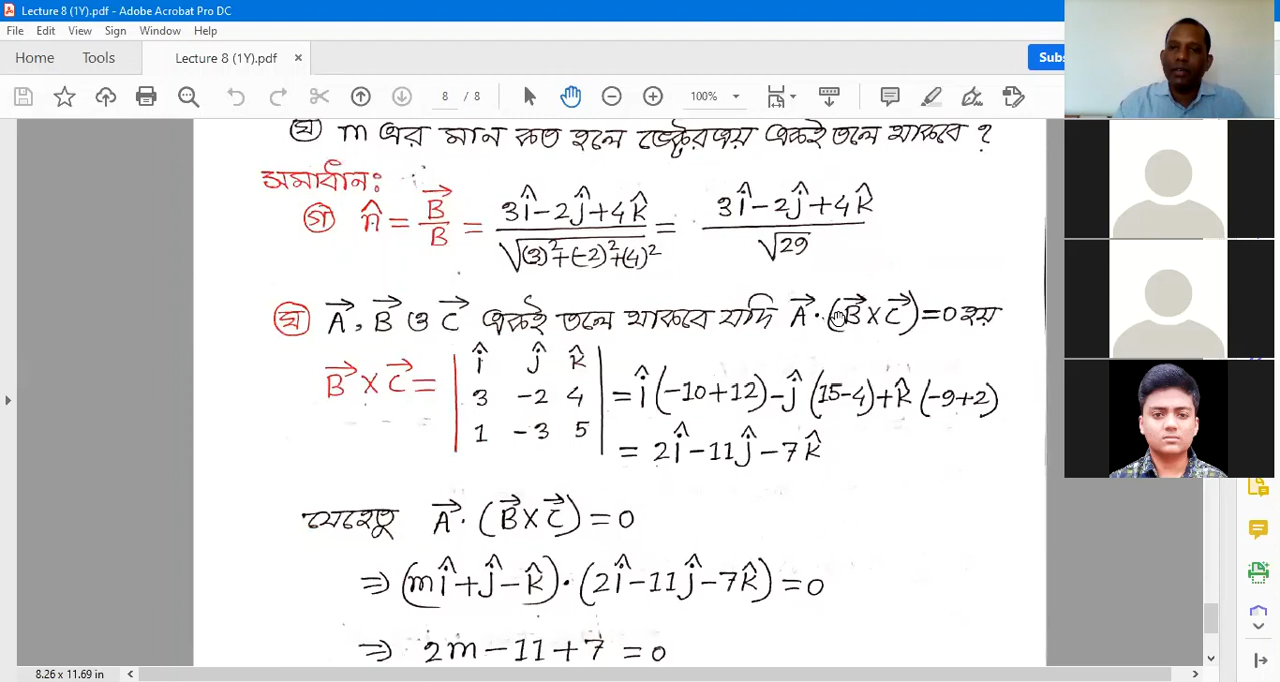 Lecture 8 (1Y).pdf - Adobe Acrobat Pro DC
File Edit View Sign Window Help
Home Tools Lecture 8 (1Y).pdf × Subs
8 / 8 100%
ঘ m এর মান কত হলে ভেক্টরত্রয় একই তলে থাকবে ?
সমাধান:
গ n̂ = B⃗/B = (3î-2ĵ+4k̂)/√((3)²+(-2)²+(4)²) = (3î-2ĵ+4k̂)/√29
ঘ A⃗, B⃗ ও C⃗ একই তলে থাকবে যদি A⃗·(B⃗×C⃗)=0 হয়
B⃗×C⃗ = | î ĵ k̂ |
| 3 -2 4 | = î(-10+12)-ĵ(15-4)+k̂(-9+2)
| 1 -3 5 | = 2î-11ĵ-7k̂
যেহেতু A⃗·(B⃗×C⃗)=0
⇒ (mî+ĵ-k̂)·(2î-11ĵ-7k̂)=0
⇒ 2m-11+7=0
8.26 x 11.69 in